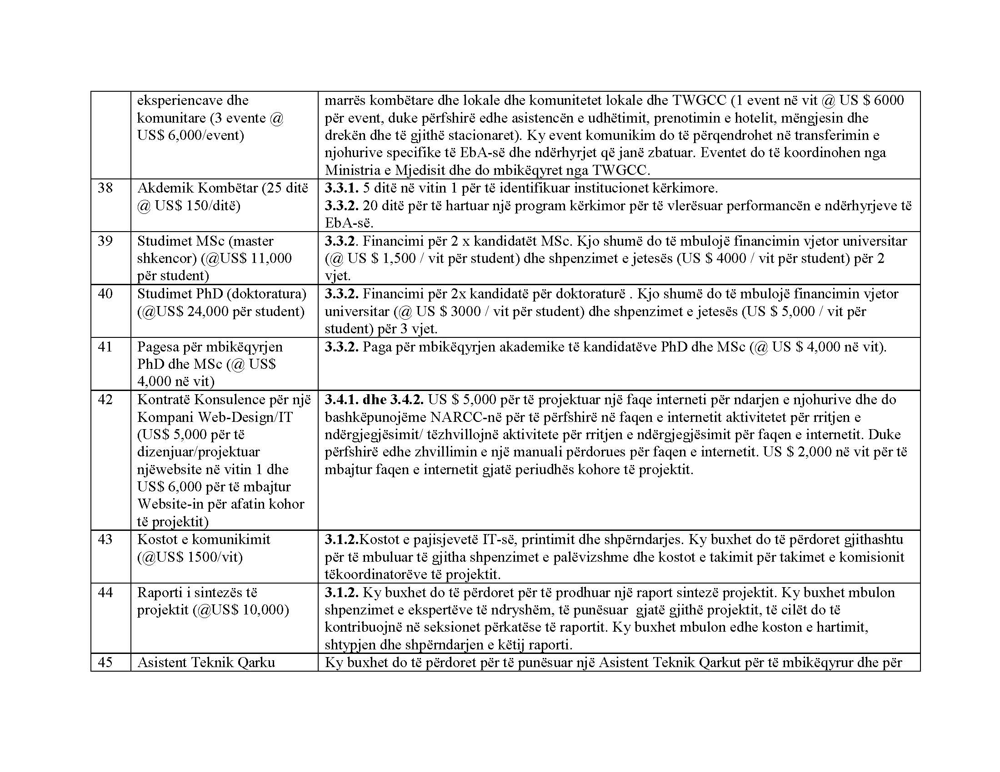 eksperiencave dhe
komunitare (3 evente @
US$ 6,000/event)
marrës kombëtare dhe lokale dhe komunitetet lokale dhe TWGCC (1 event në vit @ US $ 6000
për event, duke përfshirë edhe asistencën e udhëtimit, prenotimin e hotelit, mëngjesin dhe
drekën dhe të gjithë stacionaret). Ky event komunikim do të përqendrohet në transferimin e
njohurive specifike të EbA-së dhe ndërhyrjet që janë zbatuar. Eventet do të koordinohen nga
Ministria e Mjedisit dhe do mbikëqyret nga TWGCC.
38
Akdemik Kombëtar (25 ditë
@ US$ 150/ditë)
3.3.1. 5 ditë në vitin 1 për të identifikuar institucionet kërkimore.
3.3.2. 20 ditë për të hartuar një program kërkimor për të vlerësuar performancën e ndërhyrjeve të
EbA-së.
39
Studimet MSc (master
shkencor) (@US$ 11,000
për student)
3.3.2. Financimi për 2 x kandidatët MSc. Kjo shumë do të mbulojë financimin vjetor universitar
(@ US $ 1,500 / vit për student) dhe shpenzimet e jetesës (US $ 4000 / vit për student) për 2
vjet.
40
Studimet PhD (doktoratura)
(@US$ 24,000 për student)
3.3.2. Financimi për 2x kandidatë për doktoraturë . Kjo shumë do të mbulojë financimin vjetor
universitar (@ US $ 3000 / vit për student) dhe shpenzimet e jetesës (US $ 5,000 / vit për
student) për 3 vjet.
41
Pagesa për mbikëqyrjen
PhD dhe MSc (@ US$
4,000 në vit)
3.3.2. Paga për mbikëqyrjen akademike të kandidatëve PhD dhe MSc (@ US $ 4,000 në vit).
42
Kontratë Konsulence për një
Kompani Web-Design/IT
(US$ 5,000 për të
dizenjuar/projektuar
njëwebsite në vitin 1 dhe
US$ 6,000 për të mbajtur
Website-in për afatin kohor
të projektit)
3.4.1. dhe 3.4.2. US $ 5,000 për të projektuar një faqe interneti për ndarjen e njohurive dhe do
bashkëpunojëme NARCC-në për të përfshirë në faqen e internetit aktivitetet për rritjen e
ndërgjegjësimit/ tëzhvillojnë aktivitete për rritjen e ndërgjegjësimit për faqen e internetit. Duke
përfshirë edhe zhvillimin e një manuali përdorues për faqen e internetit. US $ 2,000 në vit për të
mbajtur faqen e internetit gjatë periudhës kohore të projektit.
43
Kostot e komunikimit
(@US$ 1500/vit)
3.1.2.Kostot e pajisjevetë IT-së, printimit dhe shpërndarjes. Ky buxhet do të përdoret gjithashtu
për të mbuluar të gjitha shpenzimet e palëvizshme dhe kostot e takimit për takimet e komisionit
tëkoordinatorëve të projektit.
44
Raporti i sintezës të
projektit (@US$ 10,000)
3.1.2. Ky buxhet do të përdoret për të prodhuar një raport sintezë projektit. Ky buxhet mbulon
shpenzimet e ekspertëve të ndryshëm, të punësuar  gjatë gjithë projektit, të cilët do të
kontribuojnë në seksionet përkatëse të raportit. Ky buxhet mbulon edhe koston e hartimit,
shtypjen dhe shpërndarjen e këtij raporti.
45
Asistent Teknik Qarku
Ky buxhet do të përdoret për të punësuar një Asistent Teknik Qarkut për të mbikëqyrur dhe për